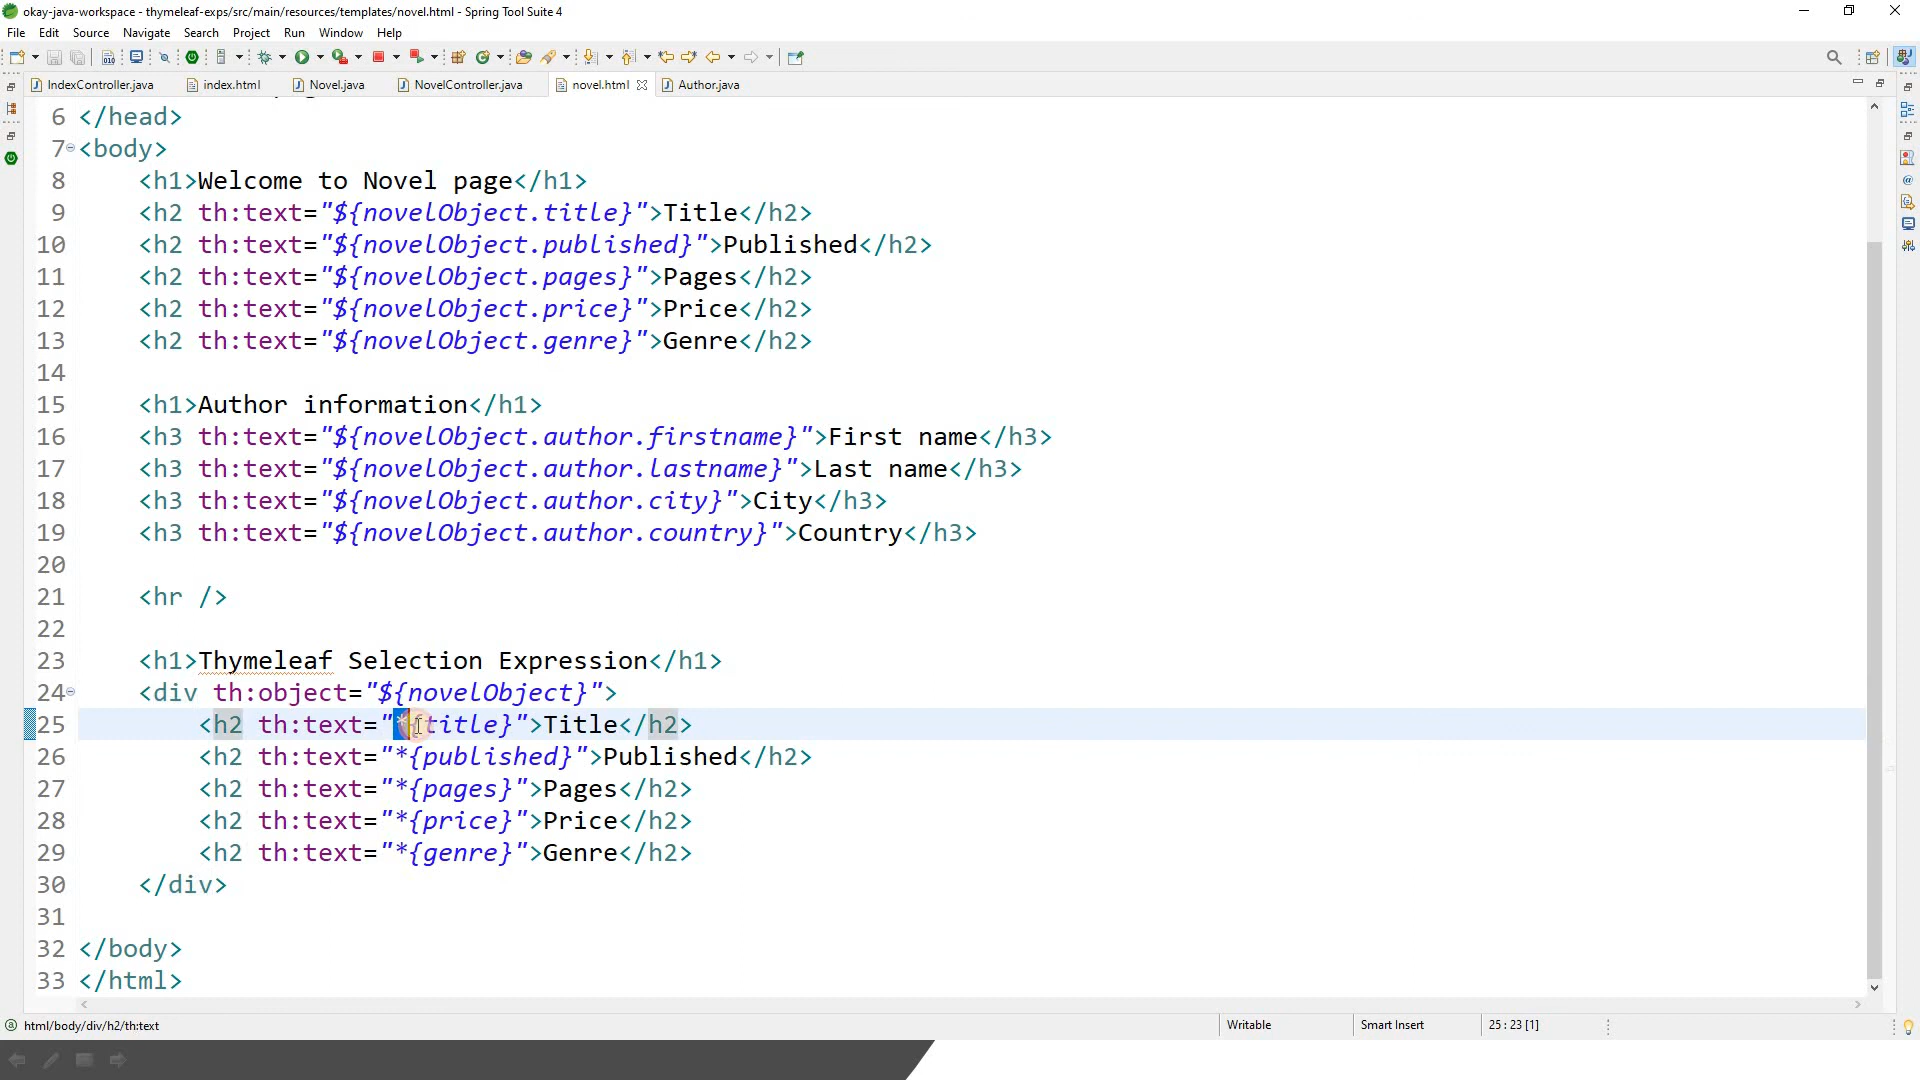 okay-java-workspace - thymeleaf-exps/src/main/resources/templates/novel.html - Spring Tool Suite 4
File Edit Source Navigate Search Project Run Window Help
IndexController.java index.html Novel.java NovelController.java novel.html Author.java
6 </head>
7 <body>
8 <h1>Welcome to Novel page</h1>
9 <h2 th:text="${novelObject.title}">Title</h2>
10 <h2 th:text="${novelObject.published}">Published</h2>
11 <h2 th:text="${novelObject.pages}">Pages</h2>
12 <h2 th:text="${novelObject.price}">Price</h2>
13 <h2 th:text="${novelObject.genre}">Genre</h2>
14
15 <h1>Author information</h1>
16 <h3 th:text="${novelObject.author.firstname}">First name</h3>
17 <h3 th:text="${novelObject.author.lastname}">Last name</h3>
18 <h3 th:text="${novelObject.author.city}">City</h3>
19 <h3 th:text="${novelObject.author.country}">Country</h3>
20
21 <hr />
22
23 <h1>Thymeleaf Selection Expression</h1>
24 <div th:object="${novelObject}">
25 <h2 th:text="*{title}">Title</h2>
26 <h2 th:text="*{published}">Published</h2>
27 <h2 th:text="*{pages}">Pages</h2>
28 <h2 th:text="*{price}">Price</h2>
29 <h2 th:text="*{genre}">Genre</h2>
30 </div>
31
32 </body>
33 </html>
html/body/div/h2/th:text Writable Smart Insert 25 : 23 [1]